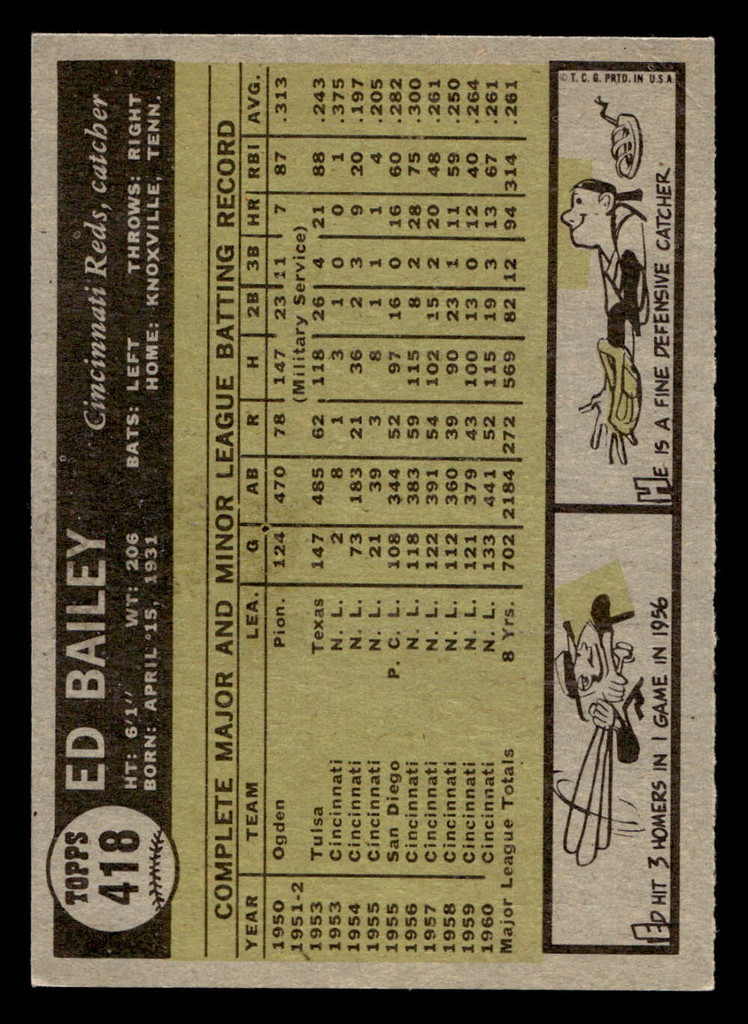 TOPPS
418
ED BAILEY
Cincinnati Reds, catcher
HT: 6'1" WT: 206 BATS: LEFT THROWS: RIGHT
BORN: APRIL 15, 1931 HOME: KNOXVILLE, TENN.
COMPLETE MAJOR AND MINOR LEAGUE BATTING RECORD
YEAR TEAM LEA. G AB R H 2B 3B HR RBI AVG.
1950 Ogden Pion. 124 470 78 147 23 11 7 87 .313
1951-2 (Military Service)
1953 Tulsa Texas 147 485 62 118 26 4 21 88 .243
1953 Cincinnati N. L. 2 8 1 3 1 0 0 1 .375
1954 Cincinnati N. L. 73 183 21 36 2 3 9 20 .197
1955 Cincinnati N. L. 21 39 3 8 1 1 1 4 .205
1955 San Diego P. C. L. 108 344 52 97 16 0 16 60 .282
1956 Cincinnati N. L. 118 383 59 115 8 2 28 75 .300
1957 Cincinnati N. L. 122 391 54 102 15 2 20 48 .261
1958 Cincinnati N. L. 112 360 39 90 23 1 11 59 .250
1959 Cincinnati N. L. 121 379 43 100 13 0 12 40 .264
1960 Cincinnati N. L. 133 441 52 115 19 3 13 67 .261
Major League Totals 8 Yrs. 702 2184 272 569 82 12 94 314 .261
ED HIT 3 HOMERS IN 1 GAME IN 1956
HE IS A FINE DEFENSIVE CATCHER.
© T. C. G. PRTD. IN U.S.A